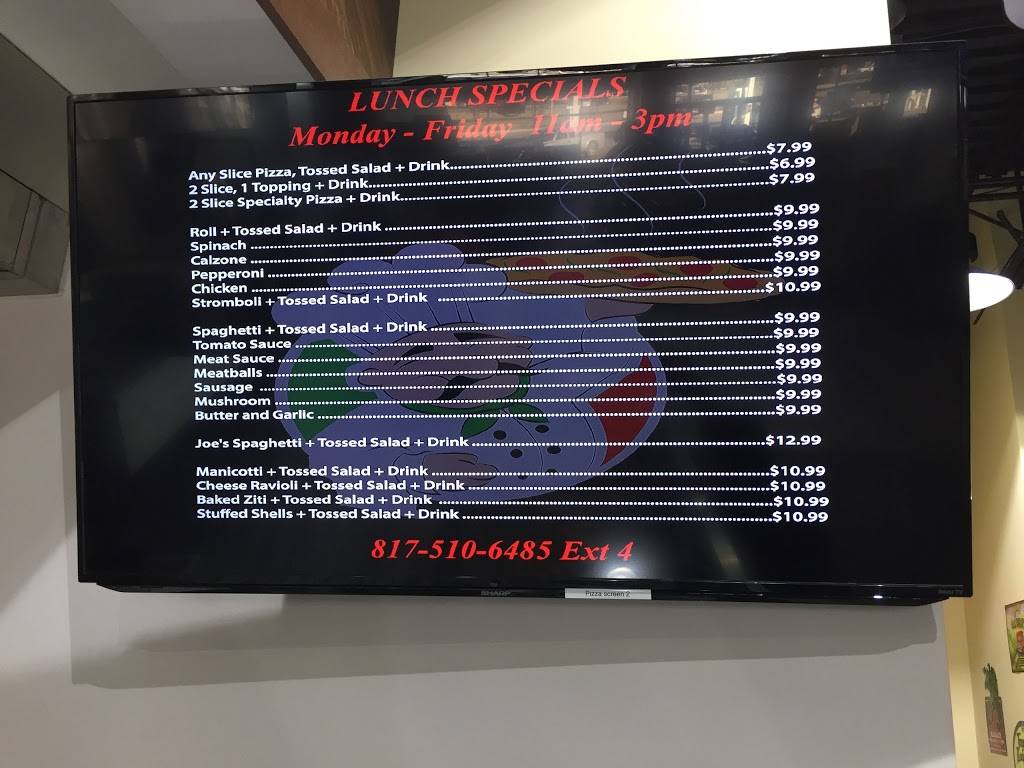 LUNCH SPECIALS
Monday - Friday 11am - 3pm
Any Slice Pizza, Tossed Salad + Drink $7.99
2 Slice, 1 Topping + Drink $6.99
2 Slice Specialty Pizza + Drink $7.99
Roll + Tossed Salad + Drink $9.99
Spinach $9.99
Calzone $9.99
Pepperoni $9.99
Chicken $9.99
Stromboli + Tossed Salad + Drink $10.99
Spaghetti + Tossed Salad + Drink $9.99
Tomato Sauce $9.99
Meat Sauce $9.99
Meatballs $9.99
Sausage $9.99
Mushroom $9.99
Butter and Garlic $9.99
Joe's Spaghetti + Tossed Salad + Drink $12.99
Manicotti + Tossed Salad + Drink $10.99
Cheese Ravioli + Tossed Salad + Drink $10.99
Baked Ziti + Tossed Salad + Drink $10.99
Stuffed Shells + Tossed Salad + Drink $10.99
817-510-6485 Ext 4
SHARP
Pizza screen 2
Roku TV